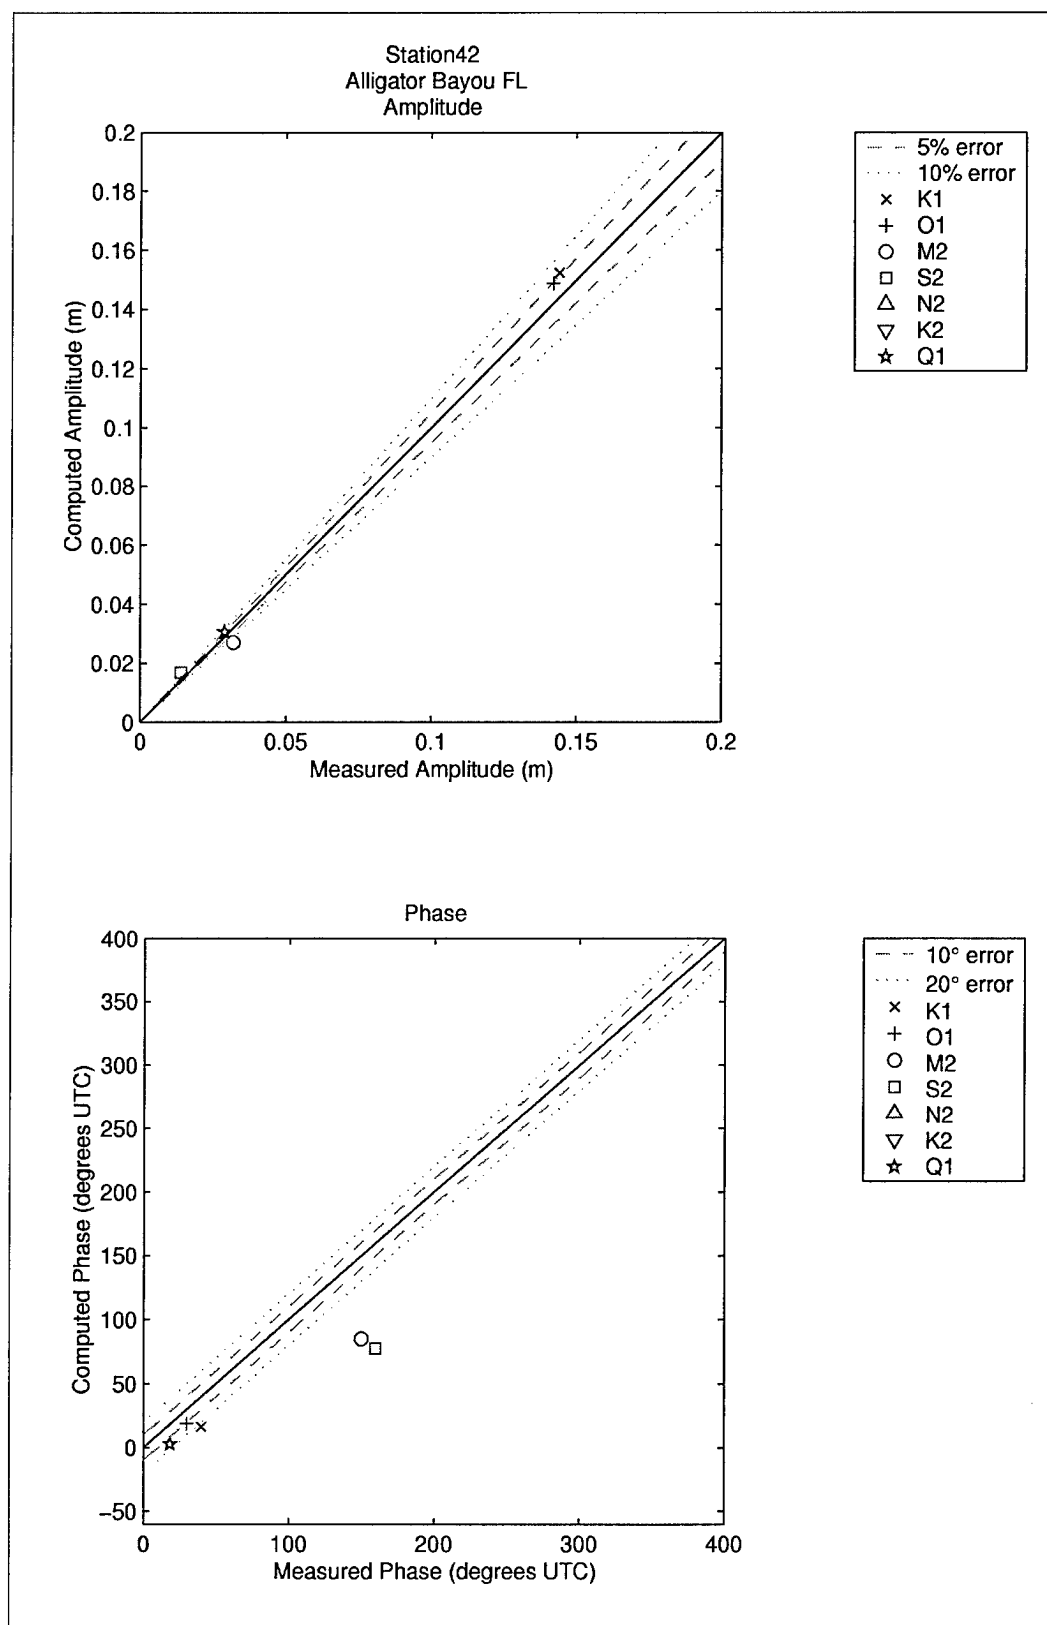 Station42
Alligator Bayou FL
Amplitude
0.2
0.18
0.16
0.14
0.12
0.1
0.08
0.06
0.04
0.02
0
Computed Amplitude (m)
0 0.05 0.1 0.15 0.2
Measured Amplitude (m)
5% error
10% error
K1
O1
M2
S2
N2
K2
Q1
Phase
400
350
300
250
200
150
100
50
0
−50
Computed Phase (degrees UTC)
0 100 200 300 400
Measured Phase (degrees UTC)
10° error
20° error
K1
O1
M2
S2
N2
K2
Q1